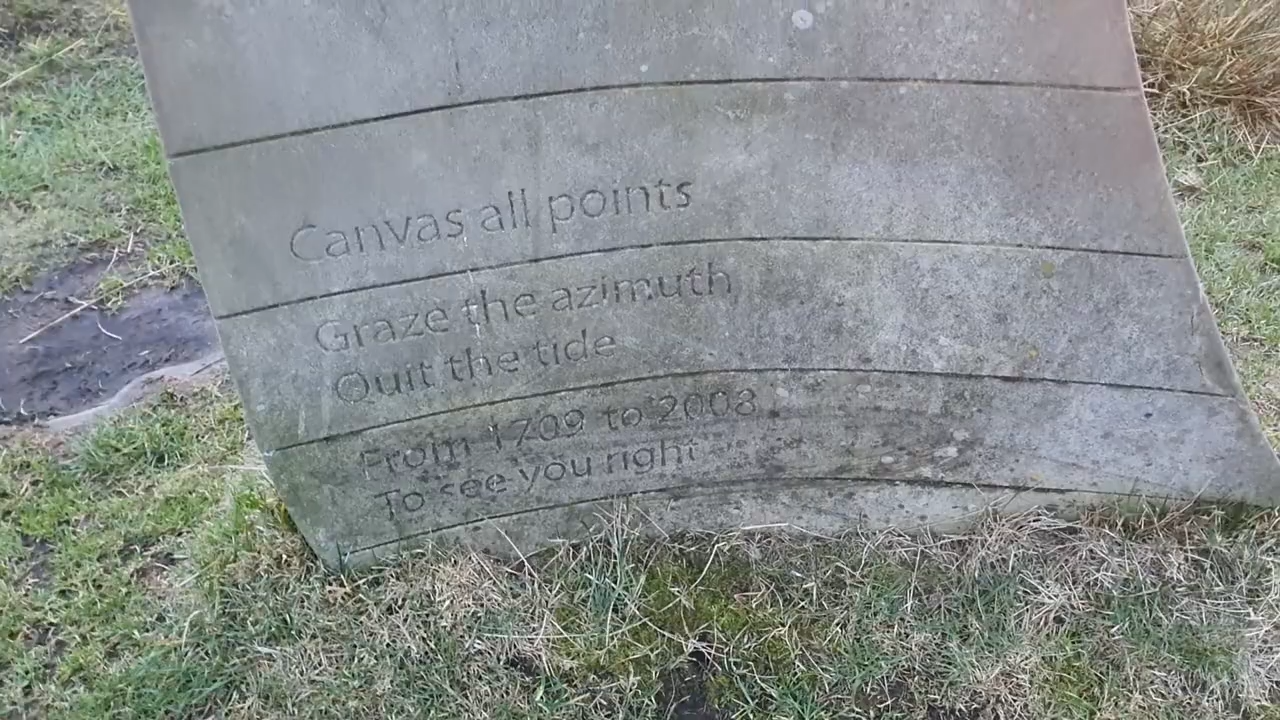 Canvas all points
Graze the azimuth
Quit the tide
From 1709 to 2008
To see you right